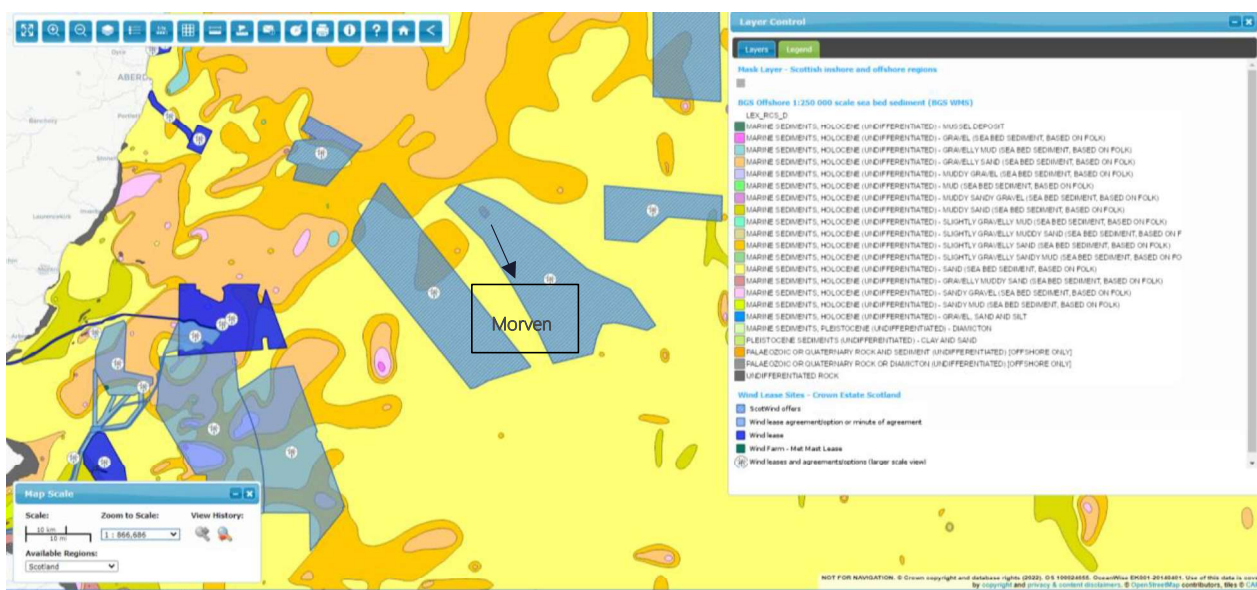 Layer Control
Layers Legend
Mask Layer - Scottish inshore and offshore regions
BGS Offshore 1:250 000 scale sea bed sediment (BGS WMS)
LEX_RCS_D
MARINE SEDIMENTS, HOLOCENE (UNDIFFERENTIATED) - MUSSEL DEPOSIT
MARINE SEDIMENTS, HOLOCENE (UNDIFFERENTIATED) - GRAVEL (SEA BED SEDIMENT, BASED ON FOLK)
MARINE SEDIMENTS, HOLOCENE (UNDIFFERENTIATED) - GRAVELLY MUD (SEA BED SEDIMENT, BASED ON FOLK)
MARINE SEDIMENTS, HOLOCENE (UNDIFFERENTIATED) - GRAVELLY SAND (SEA BED SEDIMENT, BASED ON FOLK)
MARINE SEDIMENTS, HOLOCENE (UNDIFFERENTIATED) - MUDDY GRAVEL (SEA BED SEDIMENT, BASED ON FOLK)
MARINE SEDIMENTS, HOLOCENE (UNDIFFERENTIATED) - MUD (SEA BED SEDIMENT, BASED ON FOLK)
MARINE SEDIMENTS, HOLOCENE (UNDIFFERENTIATED) - MUDDY SANDY GRAVEL (SEA BED SEDIMENT, BASED ON FOLK)
MARINE SEDIMENTS, HOLOCENE (UNDIFFERENTIATED) - MUDDY SAND (SEA BED SEDIMENT, BASED ON FOLK)
MARINE SEDIMENTS, HOLOCENE (UNDIFFERENTIATED) - SLIGHTLY GRAVELLY MUD (SEA BED SEDIMENT, BASED ON FOLK)
MARINE SEDIMENTS, HOLOCENE (UNDIFFERENTIATED) - SLIGHTLY GRAVELLY MUDDY SAND (SEA BED SEDIMENT, BASED ON F
MARINE SEDIMENTS, HOLOCENE (UNDIFFERENTIATED) - SLIGHTLY GRAVELLY SAND (SEA BED SEDIMENT, BASED ON FOLK)
MARINE SEDIMENTS, HOLOCENE (UNDIFFERENTIATED) - SLIGHTLY GRAVELLY SANDY MUD (SEA BED SEDIMENT, BASED ON FO
MARINE SEDIMENTS, HOLOCENE (UNDIFFERENTIATED) - SAND (SEA BED SEDIMENT, BASED ON FOLK)
MARINE SEDIMENTS, HOLOCENE (UNDIFFERENTIATED) - GRAVELLY MUDDY SAND (SEA BED SEDIMENT, BASED ON FOLK)
MARINE SEDIMENTS, HOLOCENE (UNDIFFERENTIATED) - SANDY GRAVEL (SEA BED SEDIMENT, BASED ON FOLK)
MARINE SEDIMENTS, HOLOCENE (UNDIFFERENTIATED) - SANDY MUD (SEA BED SEDIMENT, BASED ON FOLK)
MARINE SEDIMENTS, HOLOCENE (UNDIFFERENTIATED) - GRAVEL, SAND AND SILT
MARINE SEDIMENTS, PLEISTOCENE (UNDIFFERENTIATED) - DIAMICTON
PLEISTOCENE SEDIMENTS (UNDIFFERENTIATED) - CLAY AND SAND
PALAEOZOIC OR QUATERNARY ROCK AND SEDIMENT (UNDIFFERENTIATED) [OFFSHORE ONLY]
PALAEOZOIC OR QUATERNARY ROCK OR DIAMICTON (UNDIFFERENTIATED) [OFFSHORE ONLY]
UNDIFFERENTIATED ROCK
Wind Lease Sites - Crown Estate Scotland
ScotWind offers
Wind lease agreement/option or minute of agreement
Wind lease
Wind Farm - Met Mast Lease
Wind leases and agreements/options (larger scale view)
ABERD
Morven
Map Scale
Scale: Zoom to Scale: View History:
10 km
10 mi
1 : 866,686
Available Regions:
Scotland
NOT FOR NAVIGATION. © Crown copyright and database rights (2022). OS 100024655. OceanWise EK001-20140401. Use of this data is
by copyright and privacy & content disclaimers. © OpenStreetMap contributors, tiles © CA